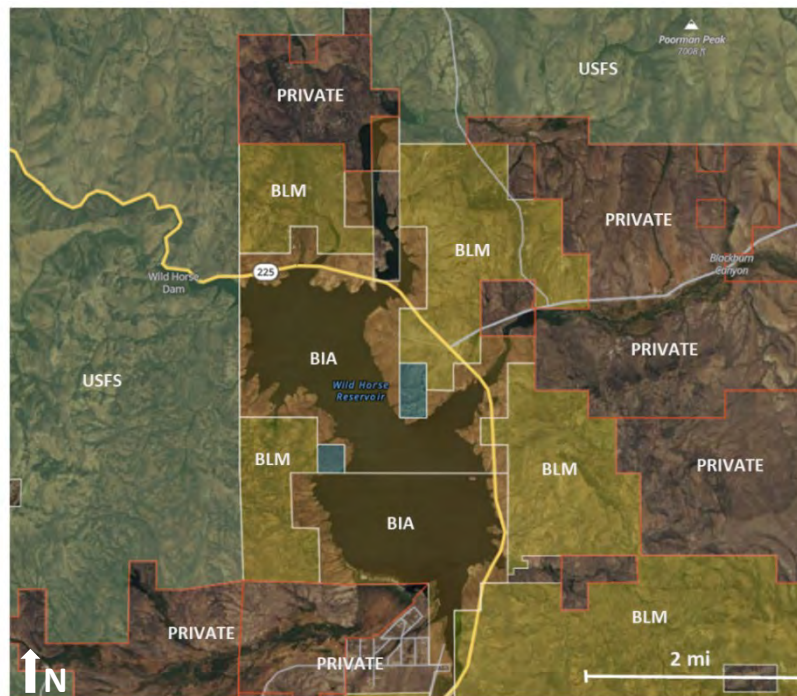 Poorman Peak
7008 ft
USFS
PRIVATE
BLM
PRIVATE
BLM
Blackburn
Canyon
225
Wild Horse
Dam
BIA
PRIVATE
USFS
Wild Horse
Reservoir
BLM
BLM
PRIVATE
BIA
BLM
PRIVATE
PRIVATE
2 mi
N